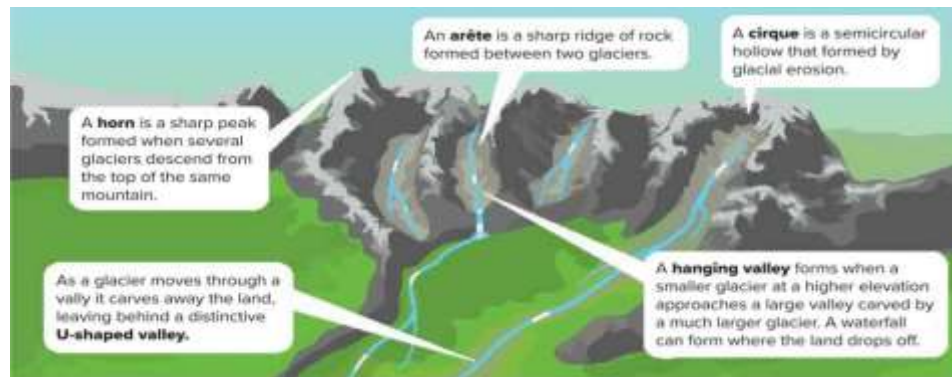 An arête is a sharp ridge of rock
formed between two glaciers.
A cirque is a semicircular
hollow that formed by
glacial erosion.
A horn is a sharp peak
formed when several
glaciers descend from
the top of the same
mountain.
As a glacier moves through a
vally it carves away the land,
leaving behind a distinctive
U-shaped valley.
A hanging valley forms when a
smaller glacier at a higher elevation
approaches a large valley carved by
a much larger glacier. A waterfall
can form where the land drops off.